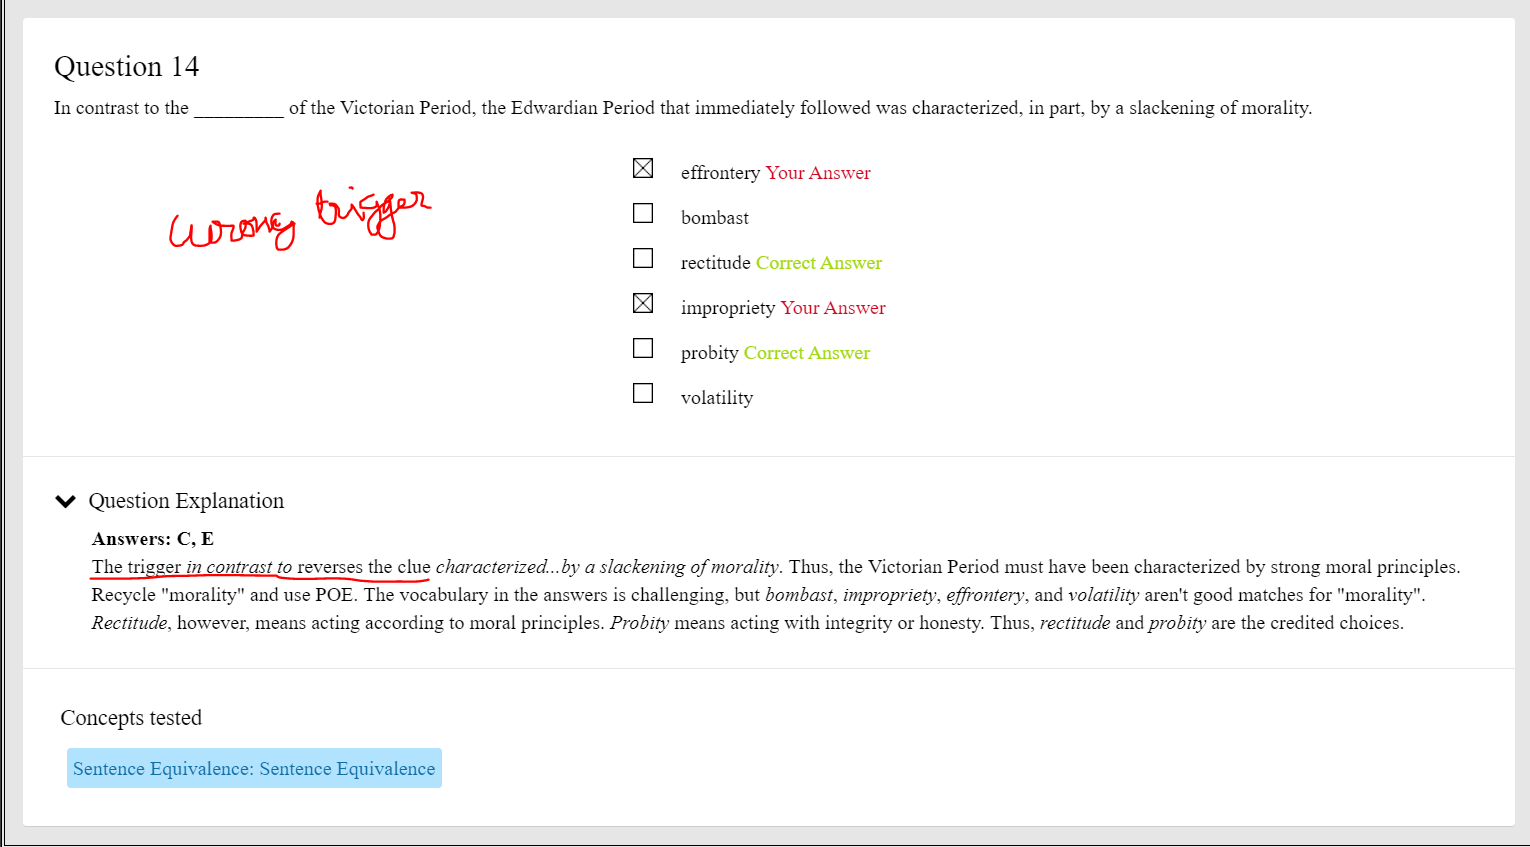 Question 14
In contrast to the _________ of the Victorian Period, the Edwardian Period that immediately followed was characterized, in part, by a slackening of morality.
effrontery Your Answer
bombast
wrong trigger
rectitude Correct Answer
impropriety Your Answer
probity Correct Answer
volatility
Question Explanation
Answers: C, E
The trigger in contrast to reverses the clue characterized...by a slackening of morality. Thus, the Victorian Period must have been characterized by strong moral principles.
Recycle "morality" and use POE. The vocabulary in the answers is challenging, but bombast, impropriety, effrontery, and volatility aren't good matches for "morality".
Rectitude, however, means acting according to moral principles. Probity means acting with integrity or honesty. Thus, rectitude and probity are the credited choices.
Concepts tested
Sentence Equivalence: Sentence Equivalence